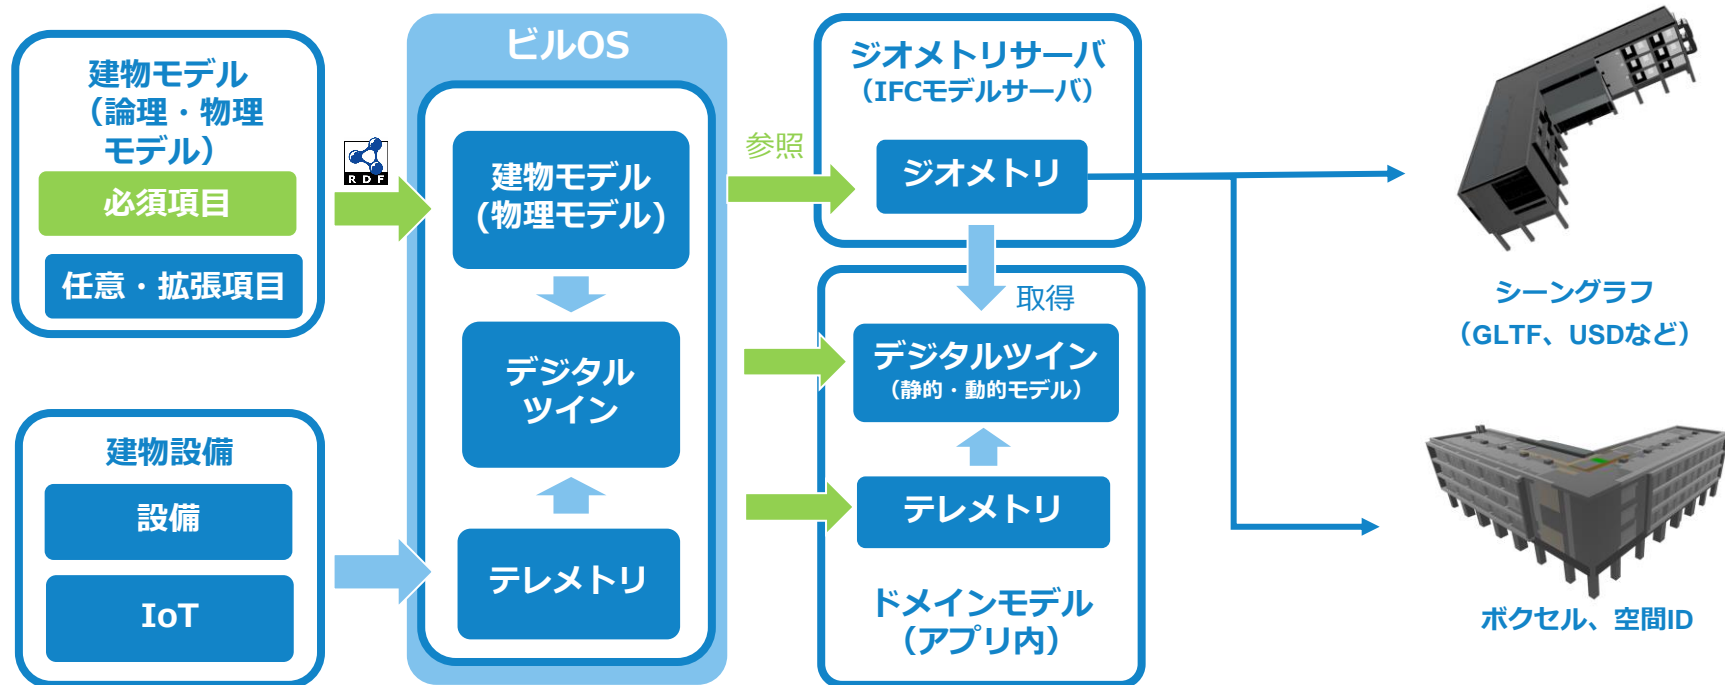 建物モデル
（論理・物理
モデル）
必須項目
任意・拡張項目
建物設備
設備
IoT
RDF
ビルOS
建物モデル
(物理モデル)
デジタル
ツイン
テレメトリ
参照
ジオメトリサーバ
（IFCモデルサーバ）
ジオメトリ
取得
デジタルツイン
（静的・動的モデル）
テレメトリ
ドメインモデル
（アプリ内）
シーングラフ
（GLTF、USDなど）
ボクセル、空間ID